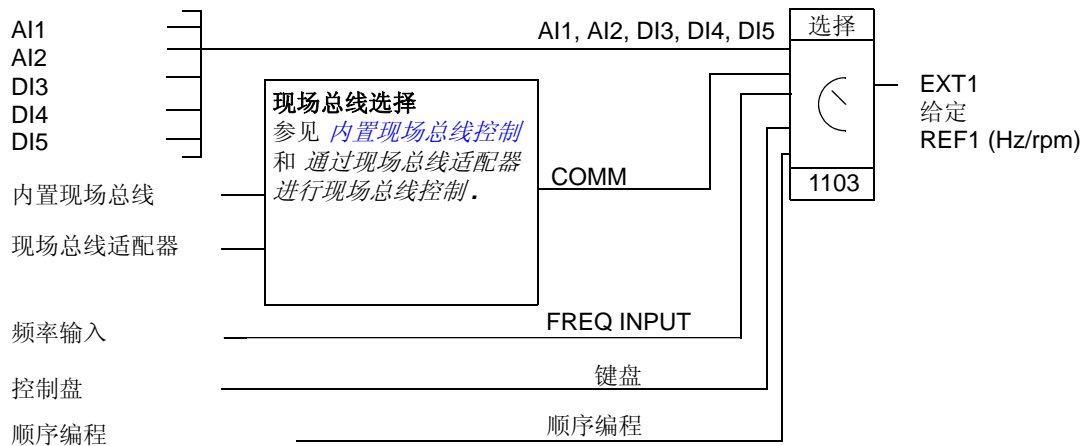 AI1
AI2
DI3
DI4
DI5
内置现场总线
现场总线适配器
频率输入
控制盘
顺序编程
现场总线选择
参见 内置现场总线控制
和 通过现场总线适配器
进行现场总线控制.
AI1, AI2, DI3, DI4, DI5
COMM
FREQ INPUT
键盘
顺序编程
选择
1103
EXT1
给定
REF1 (Hz/rpm)